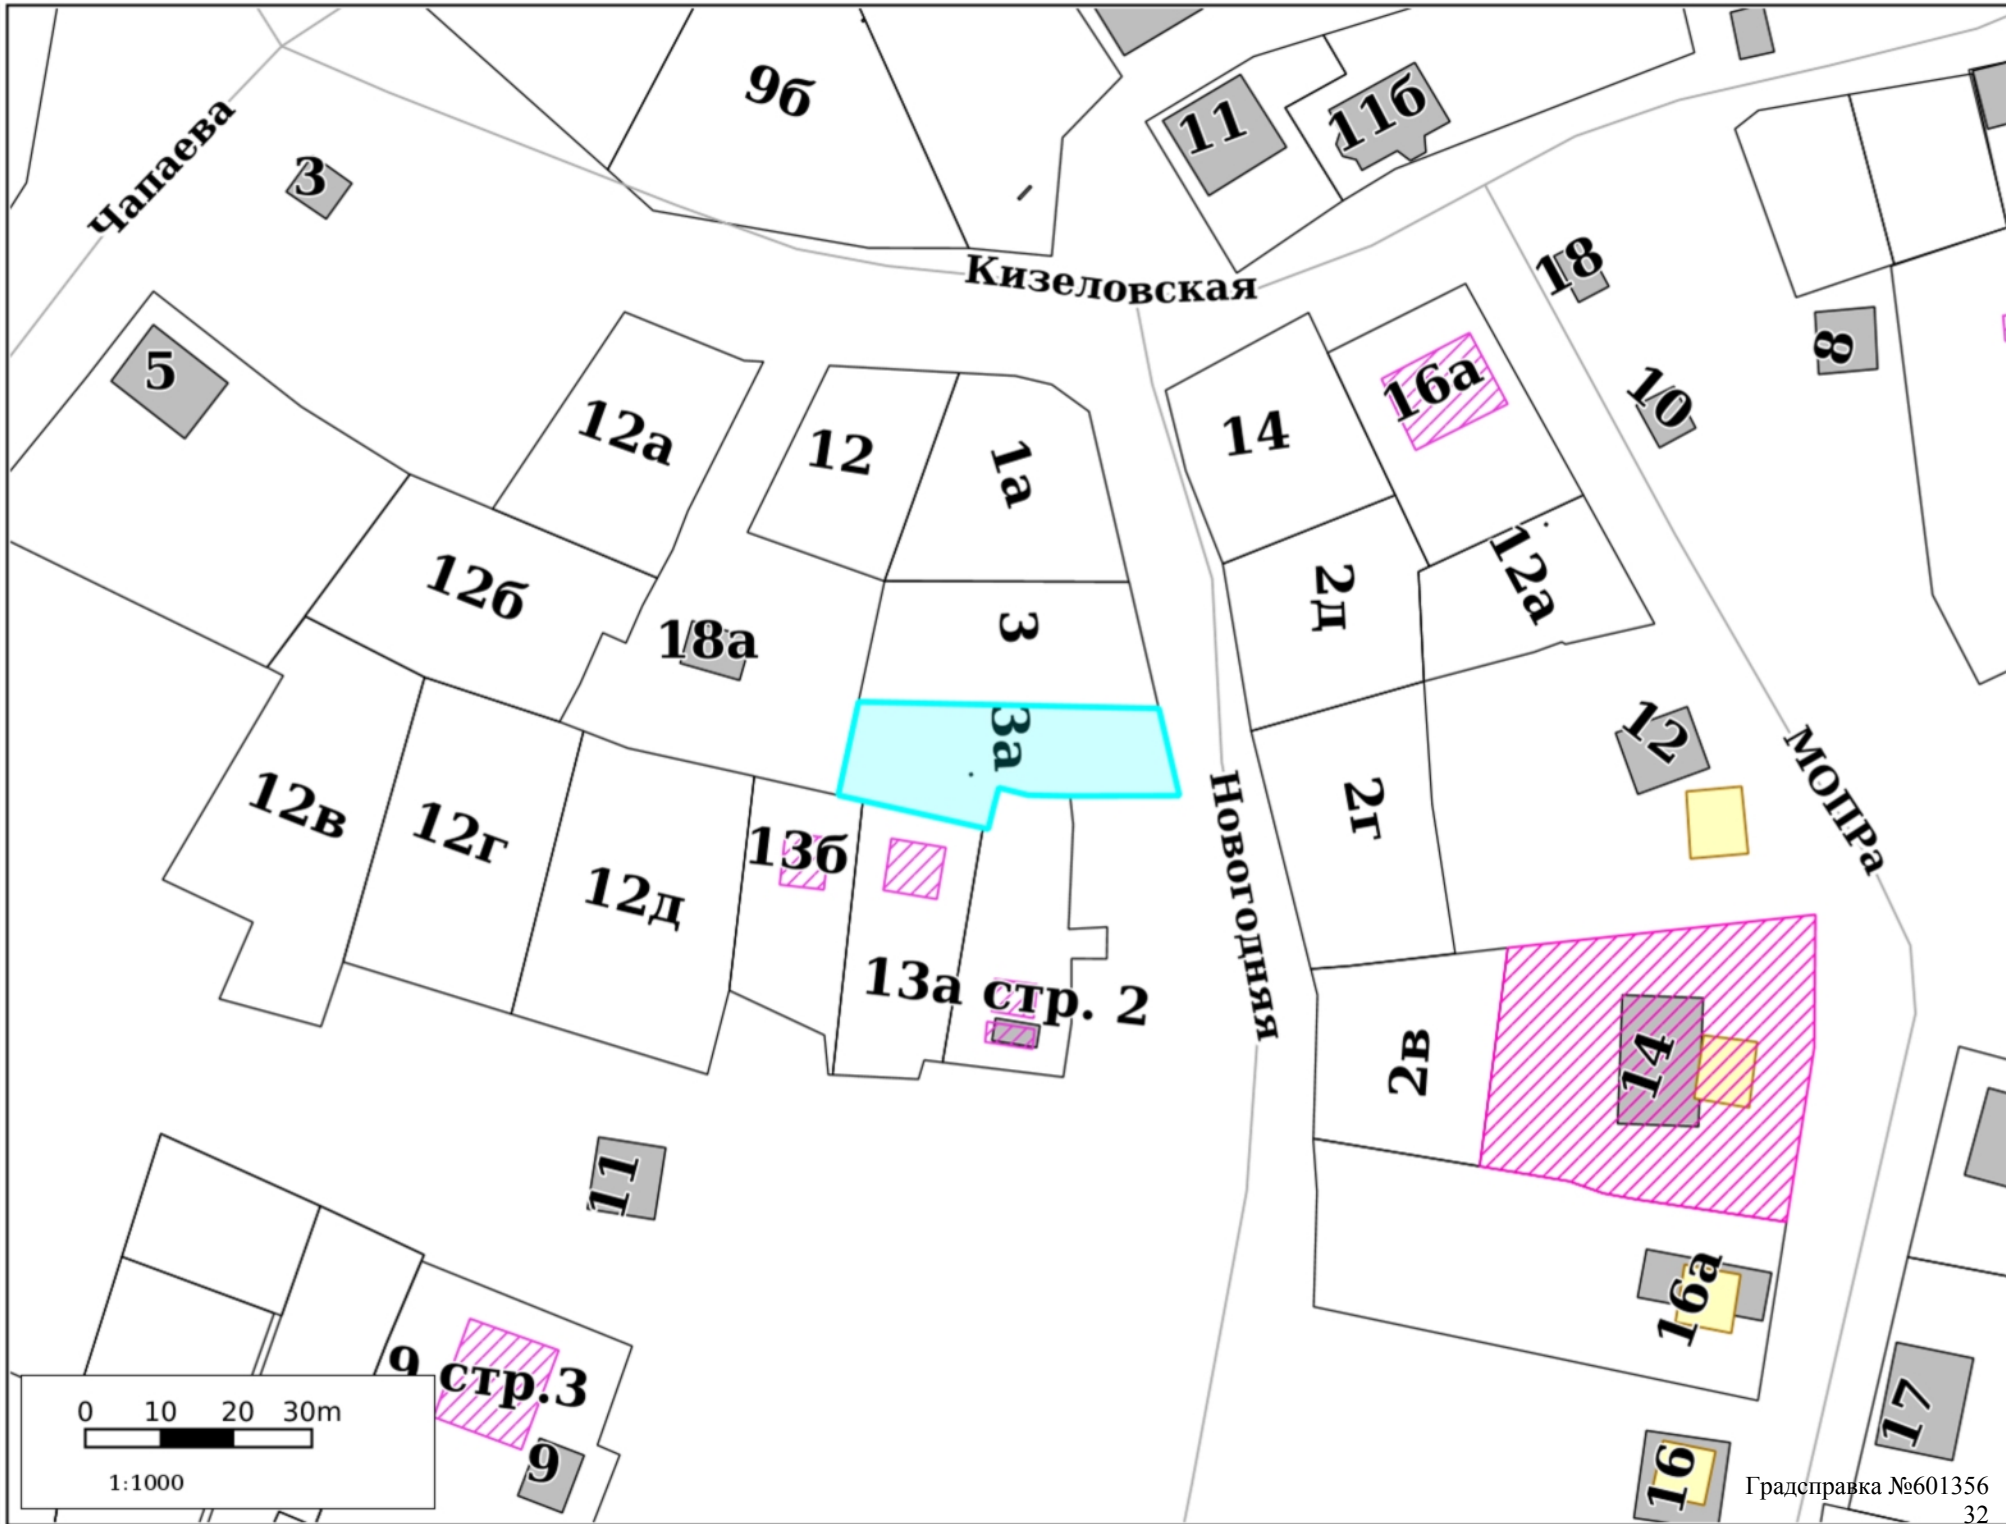 9б
11
11б
Чапаева
3
Кизеловская
18
5
12а
12
1а
14
16а
8
10
12б
18а
3
2д
12а
3а
12
МОПРа
12в
12г
12д
13б
Новогодняя
2г
13а
стр. 2
2в
14
11
16а
9 стр.3
9
17
16
0 10 20 30m
1:1000
Градсправка №601356
32